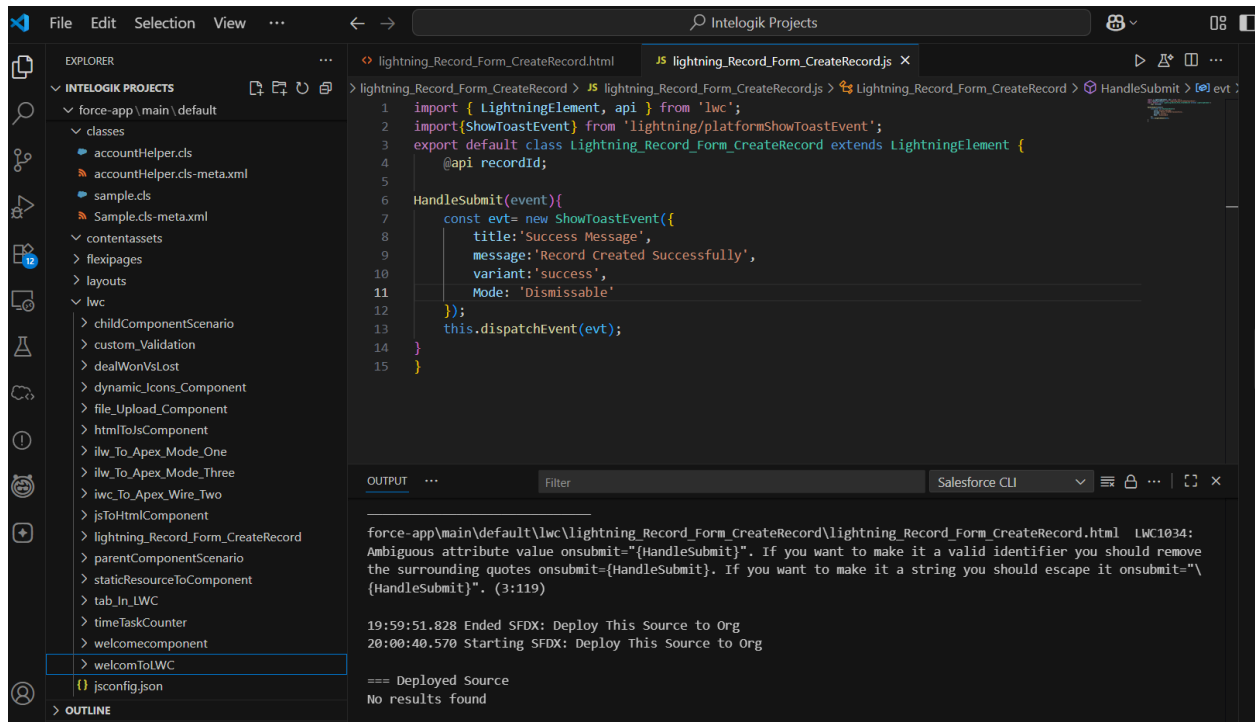 File Edit Selection View ··· Intelogik Projects
EXPLORER ···
INTELOGIK PROJECTS
force-app\main\default
classes
accountHelper.cls
accountHelper.cls-meta.xml
sample.cls
Sample.cls-meta.xml
contentassets
flexipages
layouts
lwc
childComponentScenario
custom_Validation
dealWonVsLost
dynamic_Icons_Component
file_Upload_Component
htmlToJsComponent
ilw_To_Apex_Mode_One
ilw_To_Apex_Mode_Three
iwc_To_Apex_Wire_Two
jsToHtmlComponent
lightning_Record_Form_CreateRecord
parentComponentScenario
staticResourceToComponent
tab_In_LWC
timeTaskCounter
welcomecomponent
welcomToLWC
jsconfig.json
OUTLINE
12
lightning_Record_Form_CreateRecord.html JS lightning_Record_Form_CreateRecord.js
lightning_Record_Form_CreateRecord > JS lightning_Record_Form_CreateRecord.js > Lightning_Record_Form_CreateRecord > HandleSubmit > evt
1 import { LightningElement, api } from 'lwc';
2 import{ShowToastEvent} from 'lightning/platformShowToastEvent';
3 export default class Lightning_Record_Form_CreateRecord extends LightningElement {
4 @api recordId;
5
6 HandleSubmit(event){
7 const evt= new ShowToastEvent({
8 title:'Success Message',
9 message:'Record Created Successfully',
10 variant:'success',
11 Mode: 'Dismissable'
12 });
13 this.dispatchEvent(evt);
14 }
15 }
OUTPUT ··· Filter Salesforce CLI
force-app\main\default\lwc\lightning_Record_Form_CreateRecord\lightning_Record_Form_CreateRecord.html LWC1034:
Ambiguous attribute value onsubmit="{HandleSubmit}". If you want to make it a valid identifier you should remove
the surrounding quotes onsubmit={HandleSubmit}. If you want to make it a string you should escape it onsubmit="\
{HandleSubmit}". (3:119)
19:59:51.828 Ended SFDX: Deploy This Source to Org
20:00:40.570 Starting SFDX: Deploy This Source to Org
=== Deployed Source
No results found